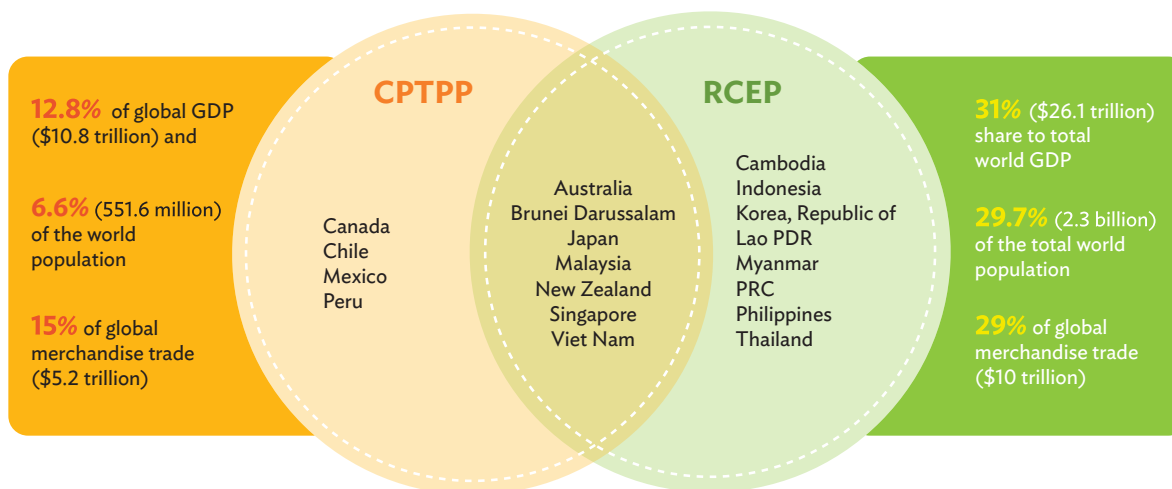 CPTPP
RCEP
12.8% of global GDP
($10.8 trillion) and
6.6% (551.6 million)
of the world
population
15% of global
merchandise trade
($5.2 trillion)
Canada
Chile
Mexico
Peru
Australia
Brunei Darussalam
Japan
Malaysia
New Zealand
Singapore
Viet Nam
Cambodia
Indonesia
Korea, Republic of
Lao PDR
Myanmar
PRC
Philippines
Thailand
31% ($26.1 trillion)
share to total
world GDP
29.7% (2.3 billion)
of the total world
population
29% of global
merchandise trade
($10 trillion)